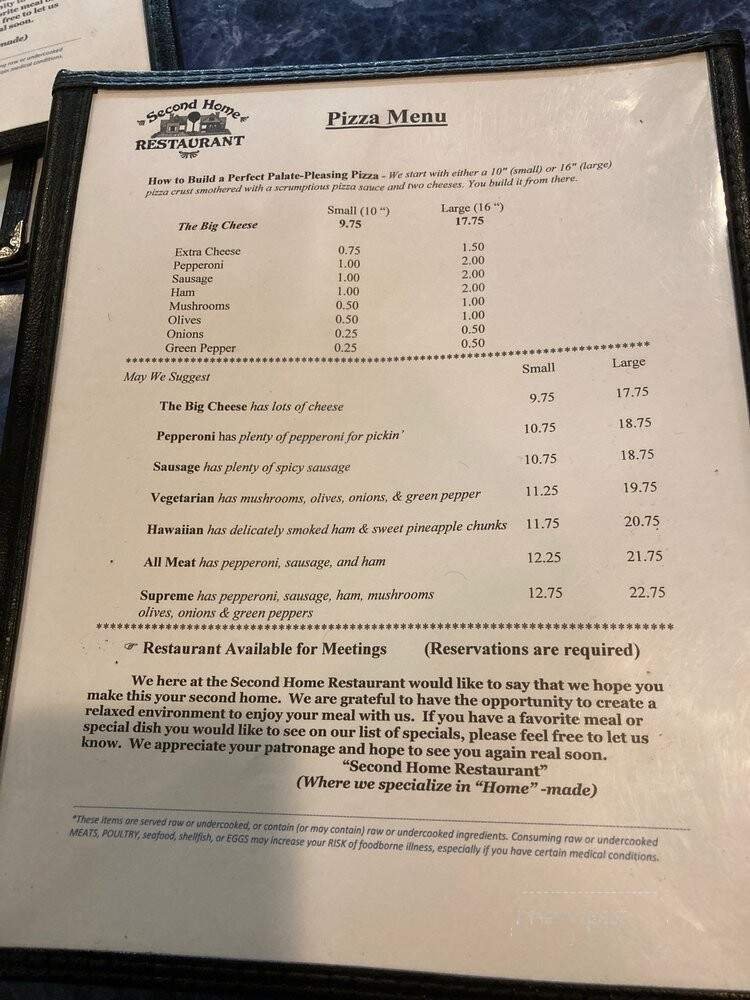 rite meal o
free to let us
al soon.
made)
ng raw or undercooked
in medical conditions.
Second Home
RESTAURANT
Pizza Menu
How to Build a Perfect Palate-Pleasing Pizza - We start with either a 10" (small) or 16" (large)
pizza crust smothered with a scrumptious pizza sauce and two cheeses. You build it from there.
Small (10 “) Large (16 “)
The Big Cheese 9.75 17.75
Extra Cheese 0.75 1.50
Pepperoni 1.00 2.00
Sausage 1.00 2.00
Ham 1.00 2.00
Mushrooms 0.50 1.00
Olives 0.50 1.00
Onions 0.25 0.50
Green Pepper 0.25 0.50
May We Suggest Small Large
The Big Cheese has lots of cheese 9.75 17.75
Pepperoni has plenty of pepperoni for pickin’ 10.75 18.75
Sausage has plenty of spicy sausage 10.75 18.75
Vegetarian has mushrooms, olives, onions, & green pepper 11.25 19.75
Hawaiian has delicately smoked ham & sweet pineapple chunks 11.75 20.75
All Meat has pepperoni, sausage, and ham 12.25 21.75
Supreme has pepperoni, sausage, ham, mushrooms 12.75 22.75
olives, onions & green peppers
☞ Restaurant Available for Meetings (Reservations are required)
We here at the Second Home Restaurant would like to say that we hope you
make this your second home. We are grateful to have the opportunity to create a
relaxed environment to enjoy your meal with us. If you have a favorite meal or
special dish you would like to see on our list of specials, please feel free to let us
know. We appreciate your patronage and hope to see you again real soon.
“Second Home Restaurant”
(Where we specialize in “Home” -made)
*These items are served raw or undercooked, or contain (or may contain) raw or undercooked ingredients. Consuming raw or undercooked
MEATS, POULTRY, seafood, shellfish, or EGGS may increase your RISK of foodborne illness, especially if you have certain medical conditions.